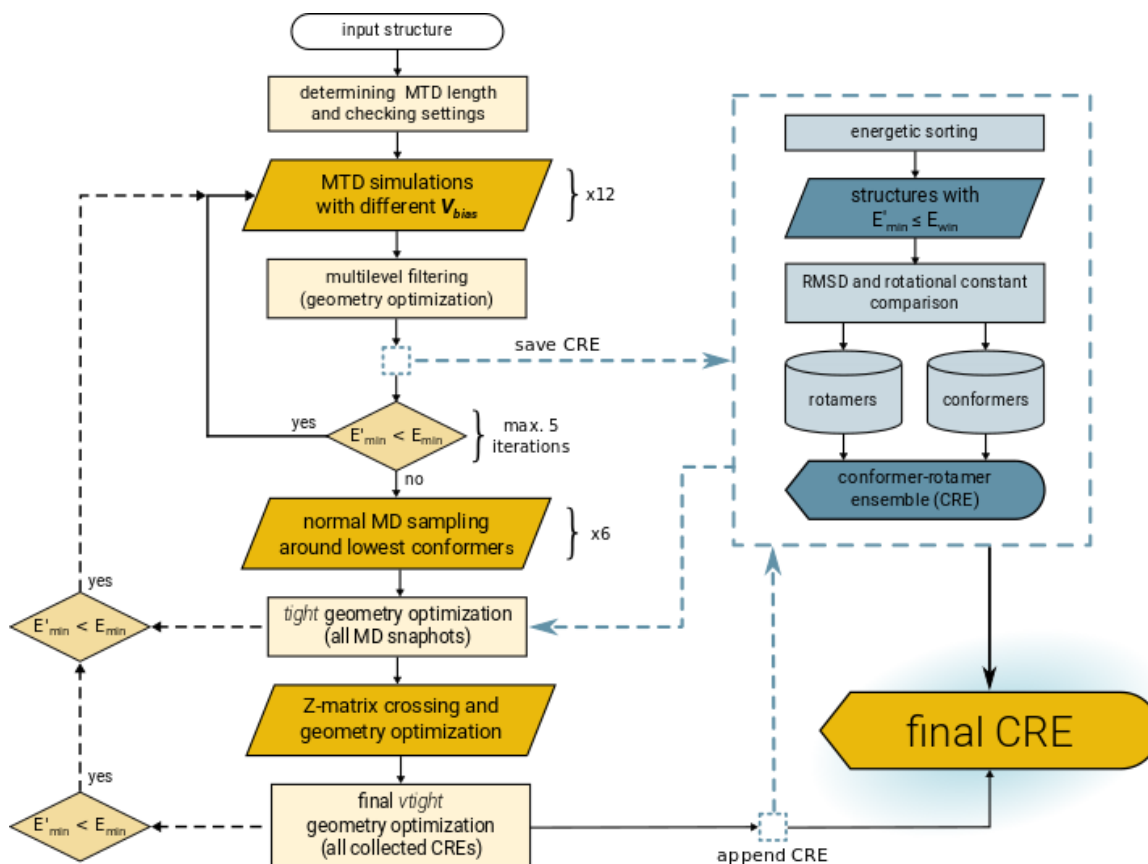 input structure
determining MTD length
and checking settings
MTD simulations
with different V_bias
x12
multilevel filtering
(geometry optimization)
save CRE
yes
E'min < Emin
max. 5
iterations
no
normal MD sampling
around lowest conformers
x6
yes
E'min < Emin
tight geometry optimization
(all MD snaphots)
Z-matrix crossing and
geometry optimization
yes
E'min < Emin
final vtight
geometry optimization
(all collected CREs)
append CRE
energetic sorting
structures with
E'min ≤ Ewin
RMSD and rotational constant
comparison
rotamers
conformers
conformer-rotamer
ensemble (CRE)
final CRE